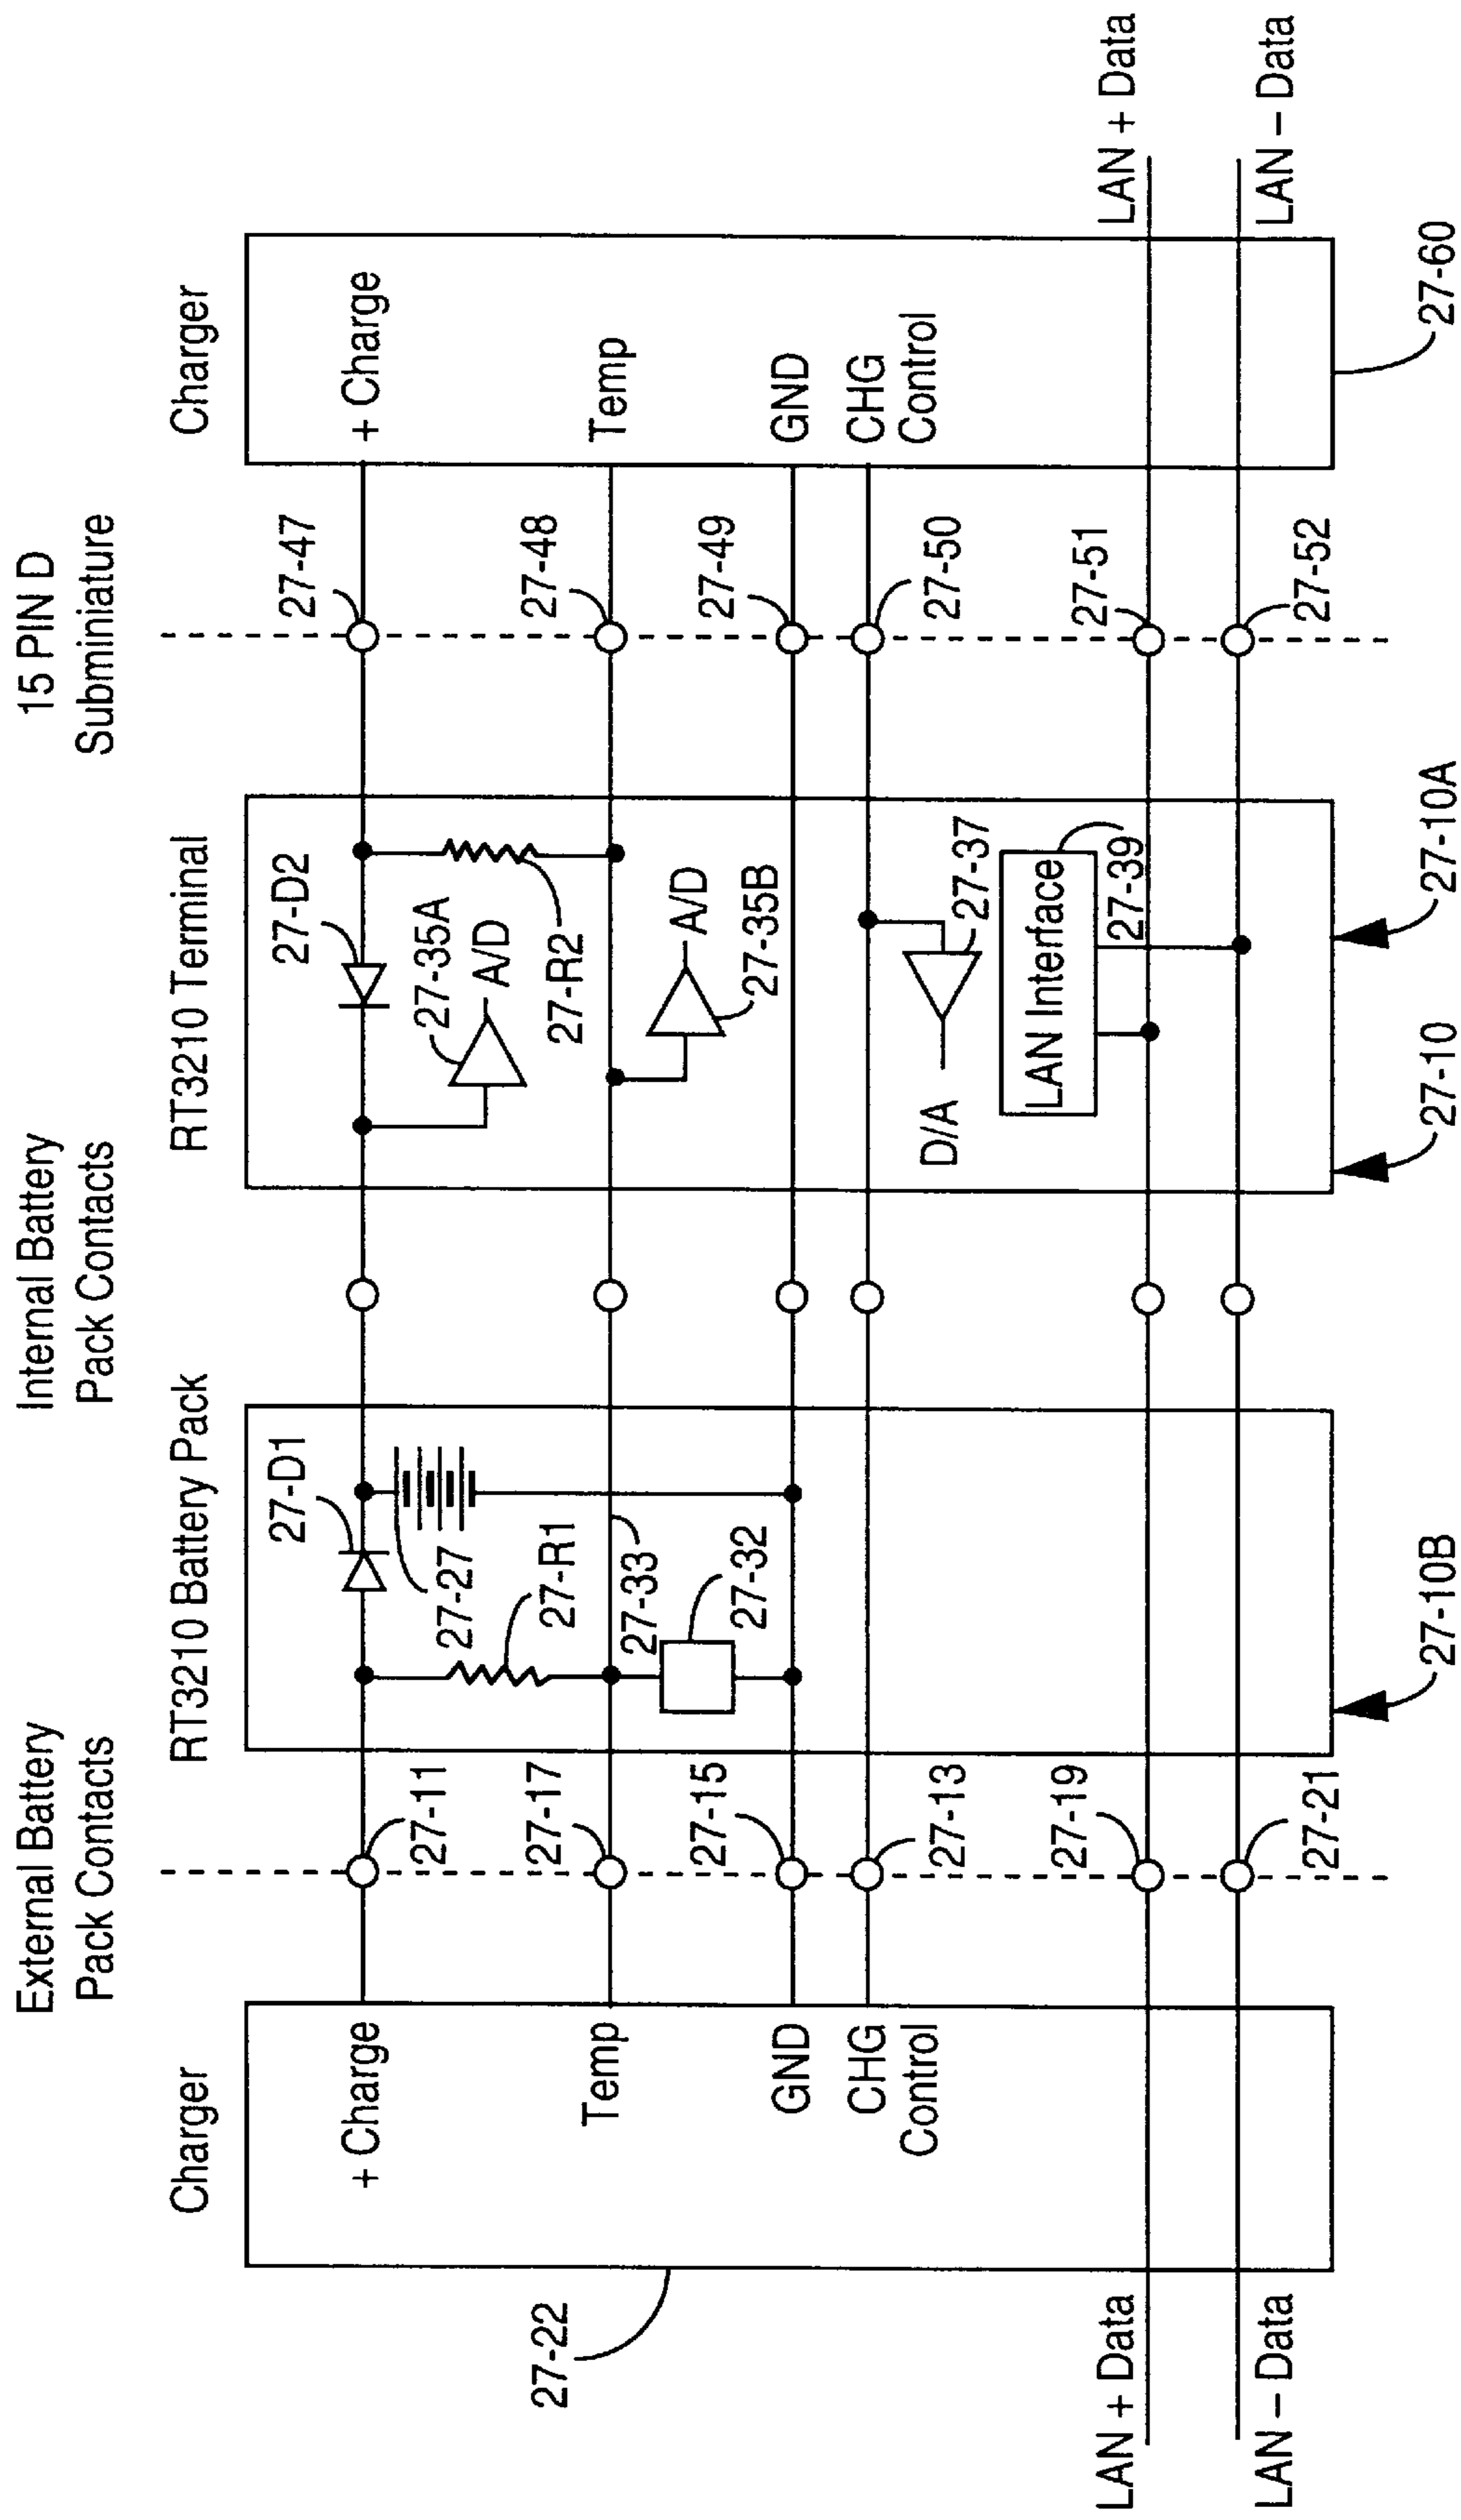 External Battery
Pack Contacts
Internal Battery
Pack Contacts
15 PIN D
Subminiature
Charger
RT3210 Battery Pack
RT3210 Terminal
Charger
27-22
+ Charge
Temp
GND
CHG
Control
LAN + Data
LAN – Data
27-11
27-17
27-15
27-13
27-19
27-21
27-D1
27-27
27-R1
27-33
27-32
27-10B
27-D2
27-35A
A/D
27-R2
A/D
27-35B
27-37
D/A
LAN Interface
27-39
27-10
27-10A
27-47
27-48
27-49
27-50
27-51
27-52
+ Charge
Temp
GND
CHG
Control
LAN + Data
LAN – Data
27-60